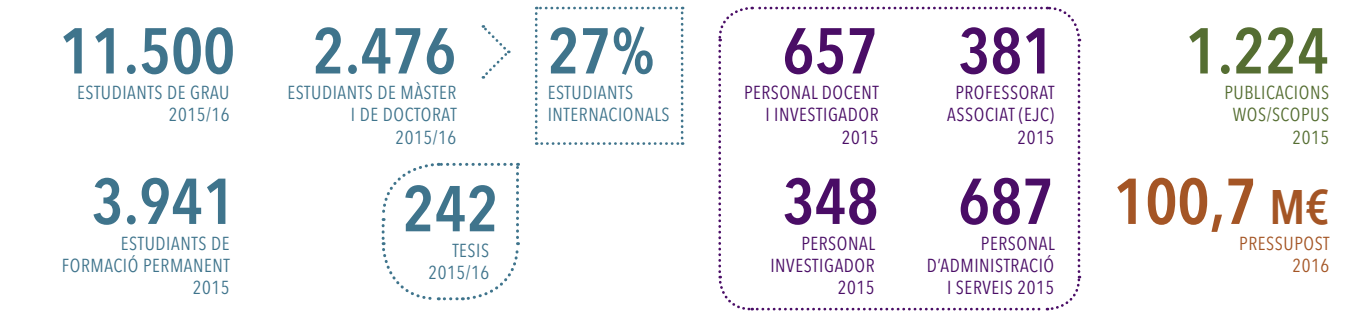 11.500
ESTUDIANTS DE GRAU
2015/16
2.476
ESTUDIANTS DE MÀSTER
I DE DOCTORAT
2015/16
27%
ESTUDIANTS
INTERNACIONALS
657
PERSONAL DOCENT
I INVESTIGADOR
2015
381
PROFESSORAT
ASSOCIAT (EJC)
2015
1.224
PUBLICACIONS
WOS/SCOPUS
2015
3.941
ESTUDIANTS DE
FORMACIÓ PERMANENT
2015
242
TESIS
2015/16
348
PERSONAL
INVESTIGADOR
2015
687
PERSONAL
D'ADMINISTRACIÓ
I SERVEIS 2015
100,7 M€
PRESSUPOST
2016